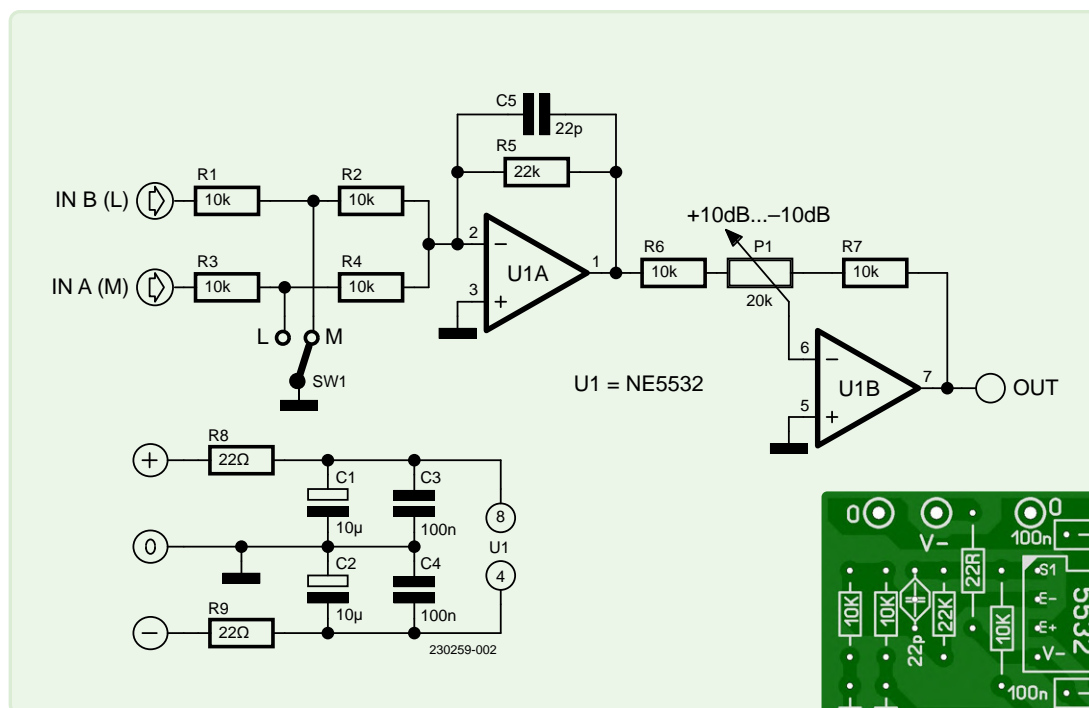 C5
22p
R5
22k
R1
10k
R2
10k
IN B (L)
R3
10k
R4
10k
IN A (M)
2
−
U1A
1
3
+
+10dB...–10dB
R6
10k
P1
20k
R7
10k
L
M
SW1
U1 = NE5532
6
−
U1B
7
5
+
OUT
+
R8
22Ω
C1
10µ
C3
100n
8
0
U1
C2
10µ
C4
100n
4
−
R9
22Ω
230259-002
0
V-
0
100n
22R
S1
E-
E+
V-
5532
10K
10K
22p
22K
10K
100n